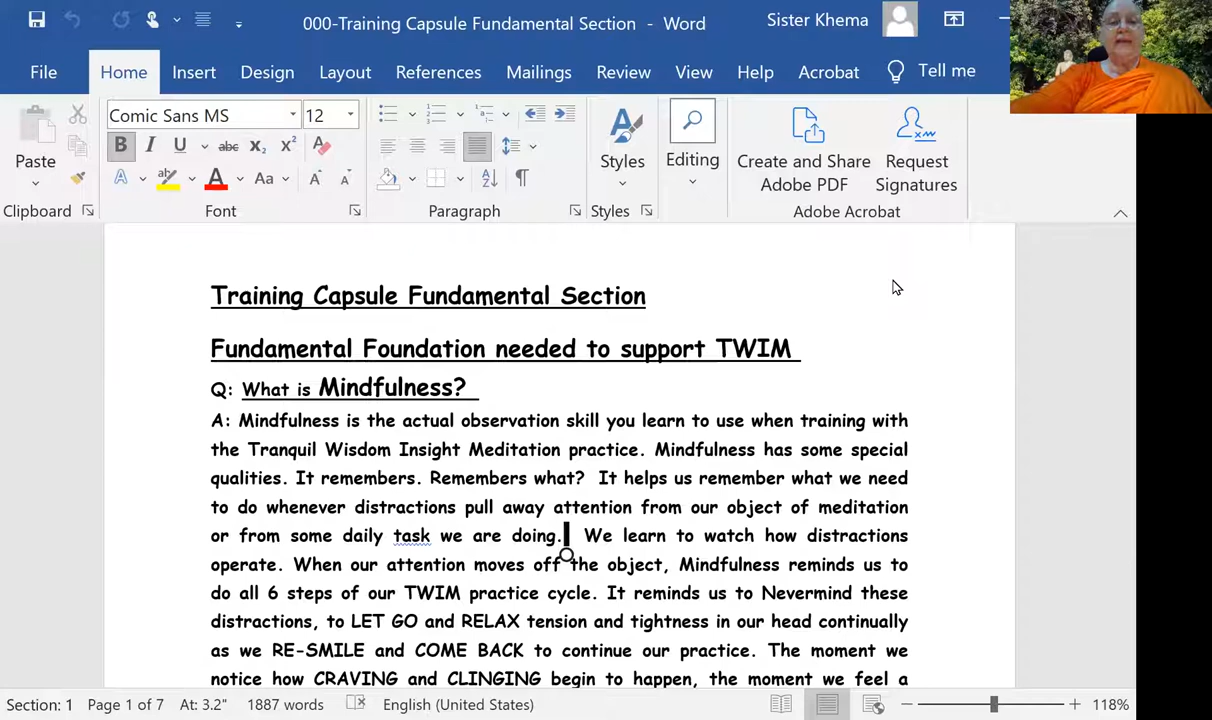 000-Training Capsule Fundamental Section - Word
Sister Khema
File Home Insert Design Layout References Mailings Review View Help Acrobat Tell me
Comic Sans MS 12
Paste
B I U abc x₂ x²
A A Aa A A
Styles
Editing
Create and Share
Adobe PDF
Request
Signatures
Clipboard Font Paragraph Styles Adobe Acrobat
Training Capsule Fundamental Section
Fundamental Foundation needed to support TWIM
Q: What is Mindfulness?
A: Mindfulness is the actual observation skill you learn to use when training with
the Tranquil Wisdom Insight Meditation practice. Mindfulness has some special
qualities. It remembers. Remembers what? It helps us remember what we need
to do whenever distractions pull away attention from our object of meditation
or from some daily task we are doing. We learn to watch how distractions
operate. When our attention moves off the object, Mindfulness reminds us to
do all 6 steps of our TWIM practice cycle. It reminds us to Nevermind these
distractions, to LET GO and RELAX tension and tightness in our head continually
as we RE-SMILE and COME BACK to continue our practice. The moment we
notice how CRAVING and CLINGING begin to happen, the moment we feel a
Section: 1 Page 1 of 7 At: 3.2" 1887 words English (United States) 118%